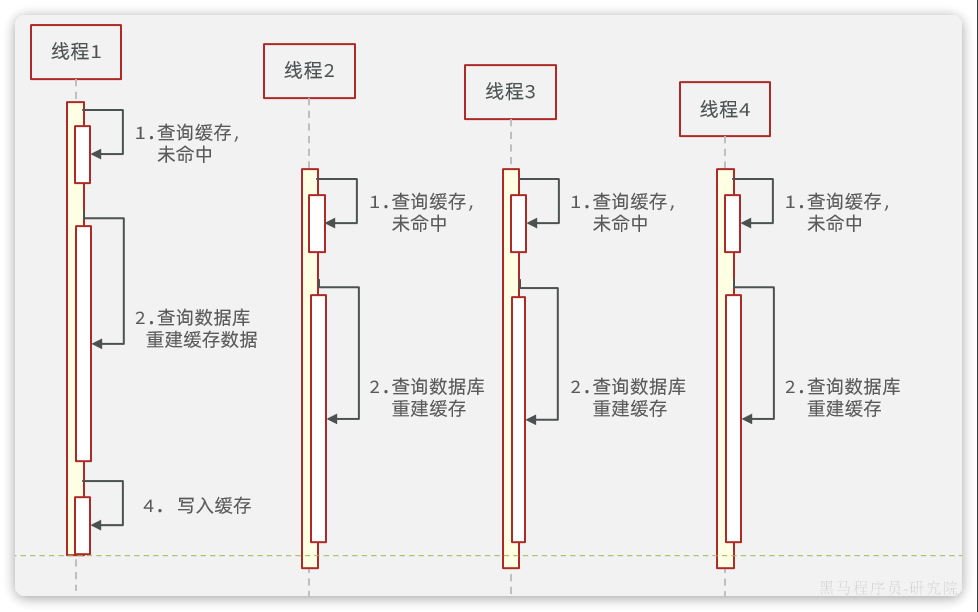 线程1
线程2
线程3
线程4
1.查询缓存,
未命中
1.查询缓存,
未命中
1.查询缓存,
未命中
1.查询缓存,
未命中
2.查询数据库
重建缓存数据
2.查询数据库
重建缓存
2.查询数据库
重建缓存
2.查询数据库
重建缓存
4. 写入缓存
黑马程序员-研究院